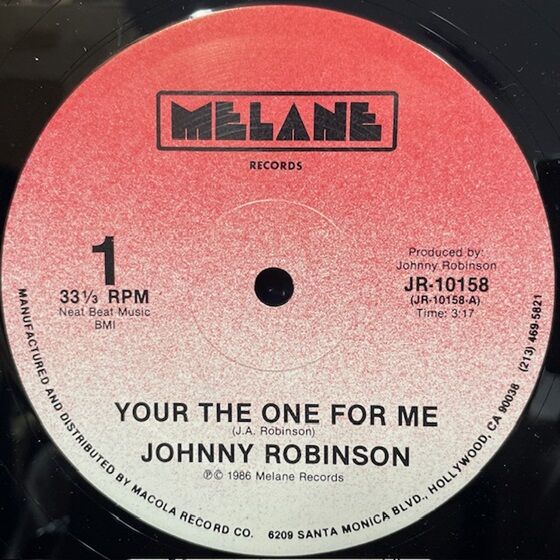 MELANE
RECORDS
1
33⅓ RPM
Neat Beat Music
BMI
Produced by:
Johnny Robinson
JR-10158
(JR-10158-A)
Time: 3:17
YOUR THE ONE FOR ME
(J.A. Robinson)
JOHNNY ROBINSON
℗© 1986 Melane Records
MANUFACTURED AND DISTRIBUTED BY MACOLA RECORD CO. 6209 SANTA MONICA BLVD., HOLLYWOOD, CA 90038 (213) 469-5821